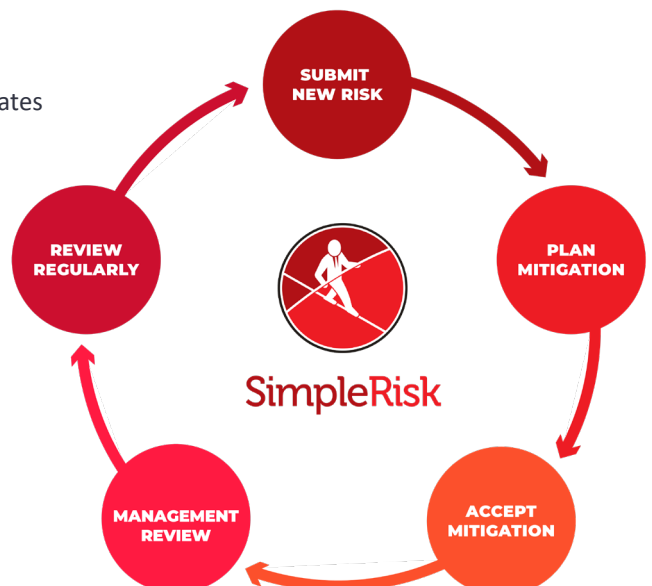 ates
SUBMIT
NEW RISK
PLAN
MITIGATION
ACCEPT
MITIGATION
MANAGEMENT
REVIEW
REVIEW
REGULARLY
SimpleRisk